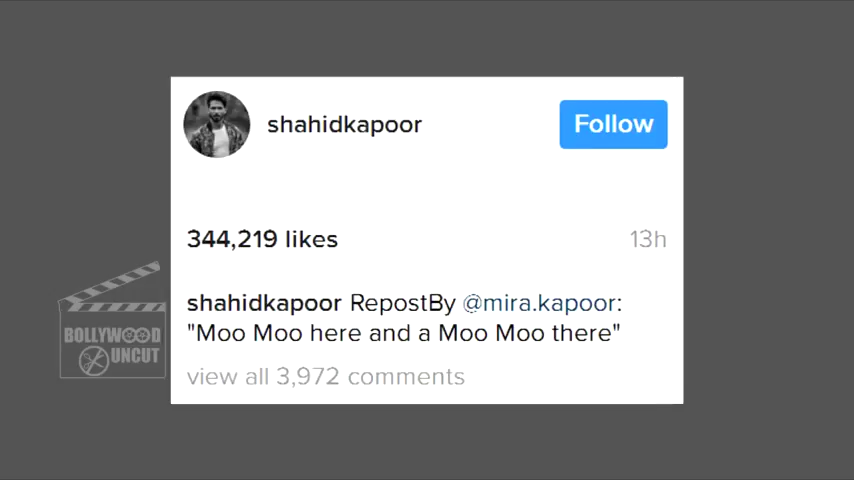 shahidkapoor
Follow
344,219 likes
13h
shahidkapoor RepostBy @mira.kapoor:
"Moo Moo here and a Moo Moo there"
view all 3,972 comments
BOLLYWOOD
UNCUT